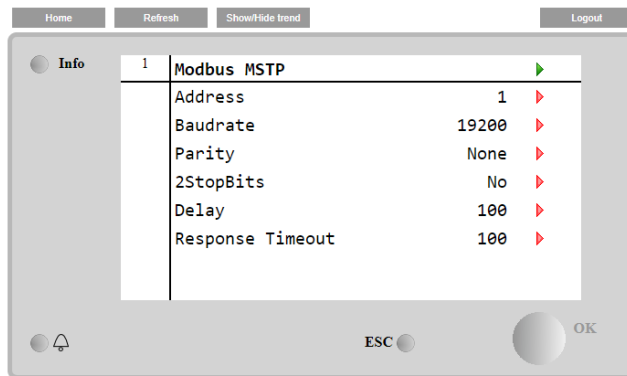 Home Refresh Show/Hide trend Logout
Info
1 Modbus MSTP
Address 1
Baudrate 19200
Parity None
2StopBits No
Delay 100
Response Timeout 100
ESC
OK